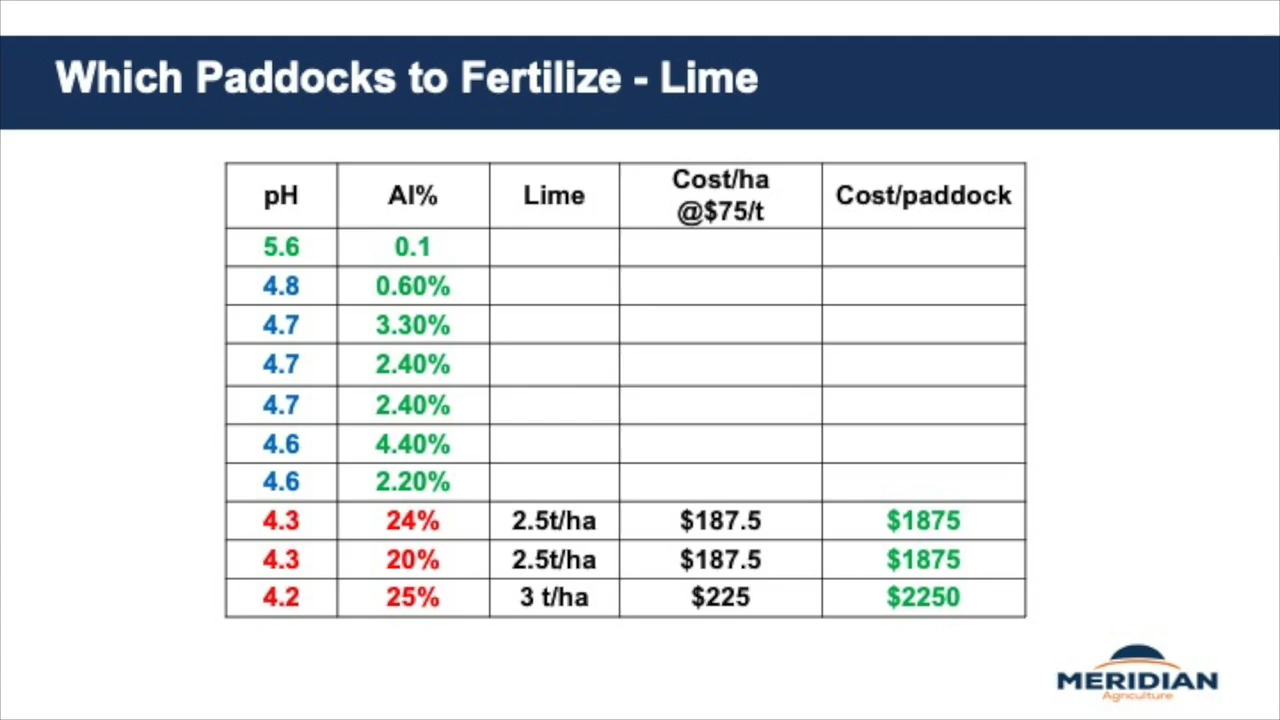 Which Paddocks to Fertilize - Lime
pH Al% Lime Cost/ha @$75/t Cost/paddock
5.6 0.1
4.8 0.60%
4.7 3.30%
4.7 2.40%
4.7 2.40%
4.6 4.40%
4.6 2.20%
4.3 24% 2.5t/ha $187.5 $1875
4.3 20% 2.5t/ha $187.5 $1875
4.2 25% 3 t/ha $225 $2250
MERIDIAN
Agriculture